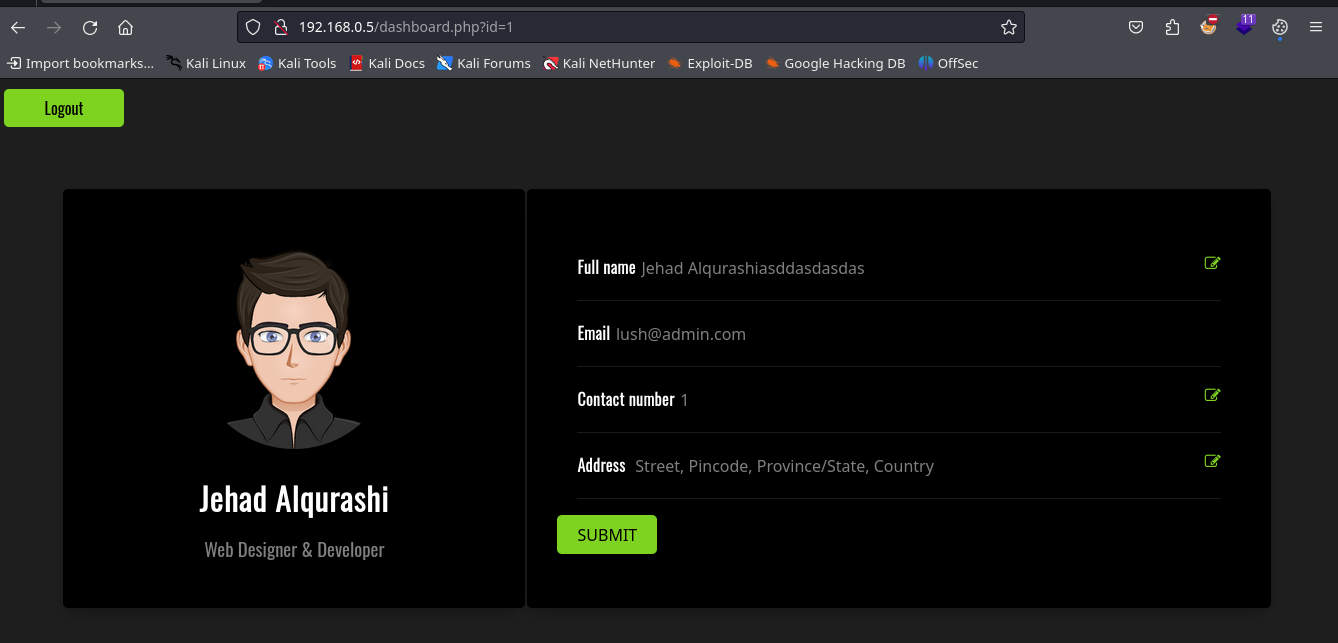 192.168.0.5/dashboard.php?id=1
11
Import bookmarks... Kali Linux Kali Tools Kali Docs Kali Forums Kali NetHunter Exploit-DB Google Hacking DB OffSec
Logout
Full name Jehad Alqurashiasddasdasdas
Email lush@admin.com
Contact number 1
Address Street, Pincode, Province/State, Country
SUBMIT
Jehad Alqurashi
Web Designer & Developer